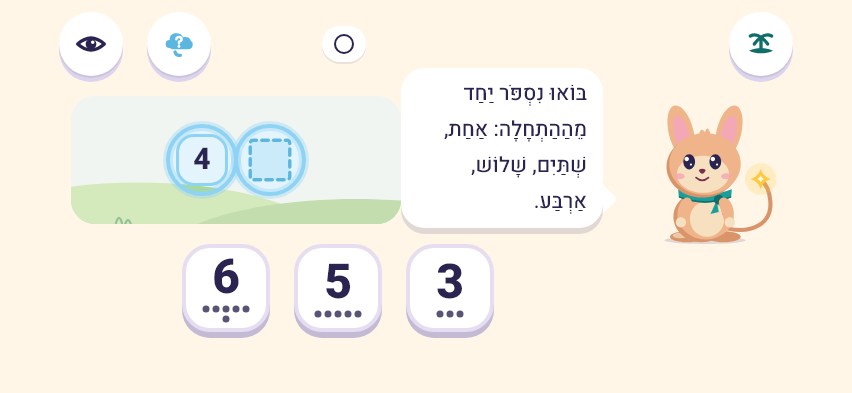 ?
בּוֹאוּ נִסְפֹּר יַחַד
מֵהַהַתְחָלָה: אַחַת,
שְׁתַּיִם, שָׁלוֹשׁ,
אַרְבַּע.
4
6
5
3